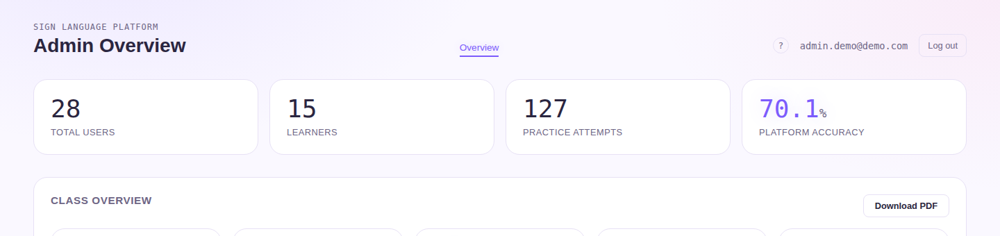 SIGN LANGUAGE PLATFORM
Admin Overview
Overview
?
admin.demo@demo.com
Log out
28
TOTAL USERS
15
LEARNERS
127
PRACTICE ATTEMPTS
70.1%
PLATFORM ACCURACY
CLASS OVERVIEW
Download PDF